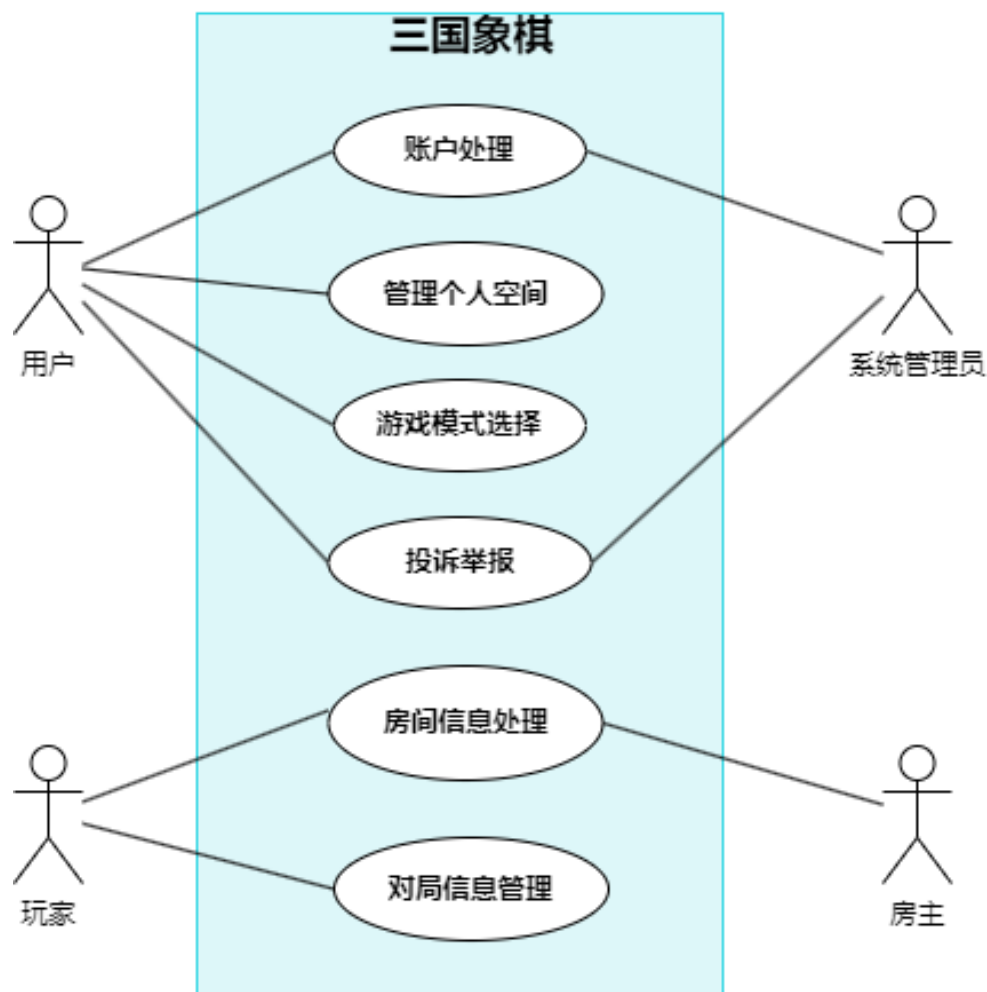 三国象棋
账户处理
管理个人空间
用户
系统管理员
游戏模式选择
投诉举报
房间信息处理
对局信息管理
玩家
房主